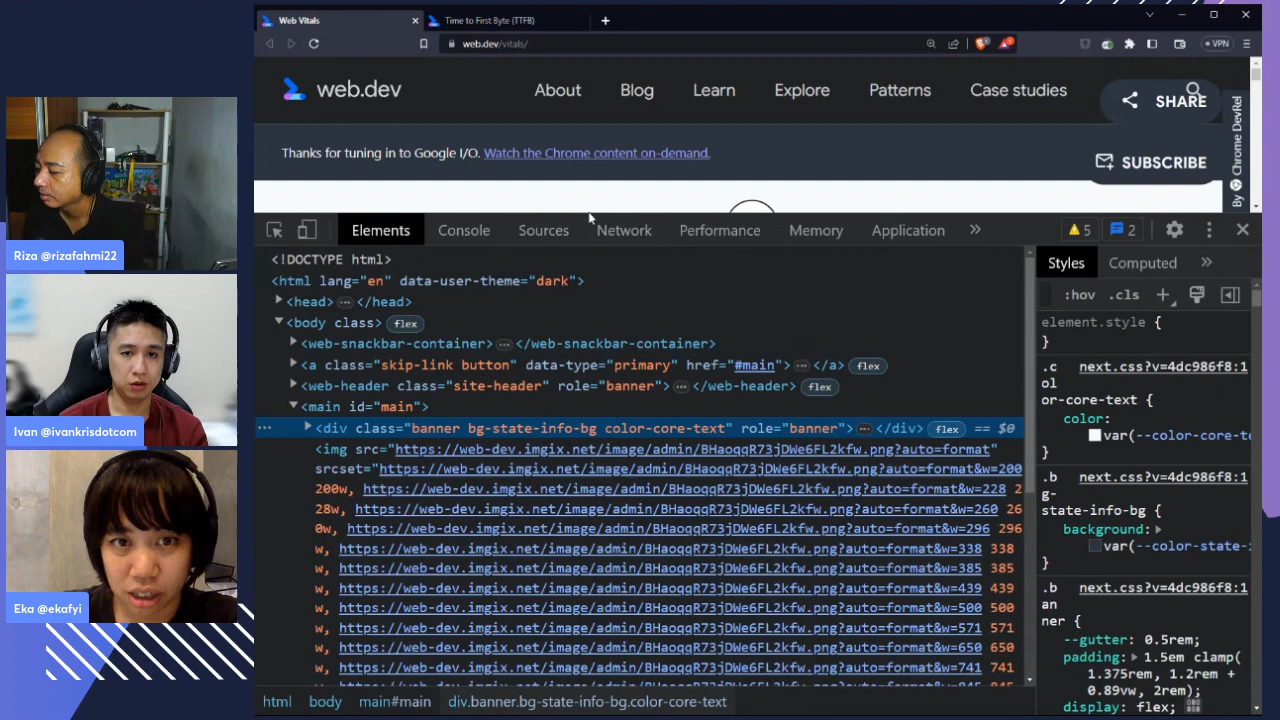 Web Vitals
Time to First Byte (TTFB)
web.dev/vitals/
VPN
web.dev
About
Blog
Learn
Explore
Patterns
Case studies
SHARE
Thanks for tuning in to Google I/O. Watch the Chrome content on-demand.
SUBSCRIBE
By Chrome DevRel
Elements
Console
Sources
Network
Performance
Memory
Application
5
2
<!DOCTYPE html>
<html lang="en" data-user-theme="dark">
<head> </head>
<body class> flex
<web-snackbar-container> </web-snackbar-container>
<a class="skip-link button" data-type="primary" href="#main"> </a> flex
<web-header class="site-header" role="banner"> </web-header> flex
<main id="main">
<div class="banner bg-state-info-bg color-core-text" role="banner"> </div> flex == $0
<img src="https://web-dev.imgix.net/image/admin/BHaoqqR73jDWe6FL2kfw.png?auto=format"
srcset="https://web-dev.imgix.net/image/admin/BHaoqqR73jDWe6FL2kfw.png?auto=format&w=200
200w, https://web-dev.imgix.net/image/admin/BHaoqqR73jDWe6FL2kfw.png?auto=format&w=228 2
28w, https://web-dev.imgix.net/image/admin/BHaoqqR73jDWe6FL2kfw.png?auto=format&w=260 26
0w, https://web-dev.imgix.net/image/admin/BHaoqqR73jDWe6FL2kfw.png?auto=format&w=296 296
w, https://web-dev.imgix.net/image/admin/BHaoqqR73jDWe6FL2kfw.png?auto=format&w=338 338
w, https://web-dev.imgix.net/image/admin/BHaoqqR73jDWe6FL2kfw.png?auto=format&w=385 385
w, https://web-dev.imgix.net/image/admin/BHaoqqR73jDWe6FL2kfw.png?auto=format&w=439 439
w, https://web-dev.imgix.net/image/admin/BHaoqqR73jDWe6FL2kfw.png?auto=format&w=500 500
w, https://web-dev.imgix.net/image/admin/BHaoqqR73jDWe6FL2kfw.png?auto=format&w=571 571
w, https://web-dev.imgix.net/image/admin/BHaoqqR73jDWe6FL2kfw.png?auto=format&w=650 650
w, https://web-dev.imgix.net/image/admin/BHaoqqR73jDWe6FL2kfw.png?auto=format&w=741 741
html
body
main#main
div.banner.bg-state-info-bg.color-core-text
Styles
Computed
:hov .cls
element.style {
}
.c next.css?v=4dc986f8:1
ol
or-core-text {
color:
var(--color-core-te
}
.b next.css?v=4dc986f8:1
g-
state-info-bg {
background:
var(--color-state-
}
.b next.css?v=4dc986f8:1
an
ner {
--gutter: 0.5rem;
padding: 1.5em clamp(
1.375rem, 1.2rem +
0.89vw, 2rem);
display: flex;
Riza @rizafahmi22
Ivan @ivankrisdotcom
Eka @ekafyi